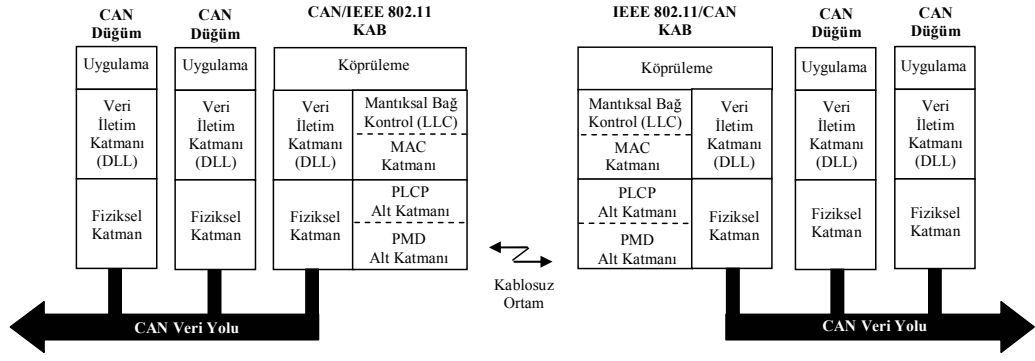 CAN
Düğüm
CAN
Düğüm
CAN/IEEE 802.11
KAB
IEEE 802.11/CAN
KAB
CAN
Düğüm
CAN
Düğüm
Uygulama
Uygulama
Köprüleme
Köprüleme
Uygulama
Uygulama
Veri
İletim
Katmanı
(DLL)
Veri
İletim
Katmanı
(DLL)
Veri
İletim
Katmanı
(DLL)
Mantıksal Bağ
Kontrol (LLC)
MAC
Katmanı
Mantıksal Bağ
Kontrol (LLC)
MAC
Katmanı
Veri
İletim
Katmanı
(DLL)
Veri
İletim
Katmanı
(DLL)
Veri
İletim
Katmanı
(DLL)
Fiziksel
Katman
Fiziksel
Katman
Fiziksel
Katman
PLCP
Alt Katmanı
PMD
Alt Katmanı
PLCP
Alt Katmanı
PMD
Alt Katmanı
Fiziksel
Katman
Fiziksel
Katman
Fiziksel
Katman
Kablosuz
Ortam
CAN Veri Yolu
CAN Veri Yolu